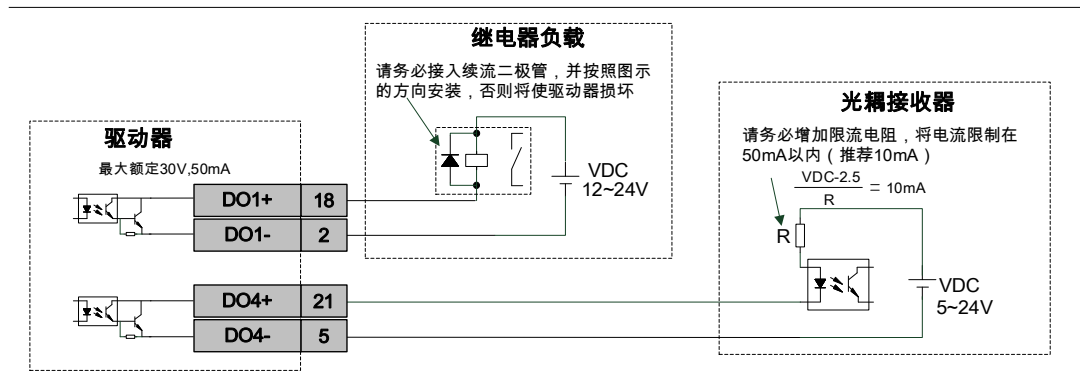 继电器负载
请务必接入续流二极管，并按照图示
的方向安装，否则将使驱动器损坏
VDC
12~24V
驱动器
最大额定30V,50mA
DO1+ 18
DO1- 2
DO4+ 21
DO4- 5
光耦接收器
请务必增加限流电阻，将电流限制在
50mA以内（推荐10mA）
VDC-2.5
R
= 10mA
R
VDC
5~24V